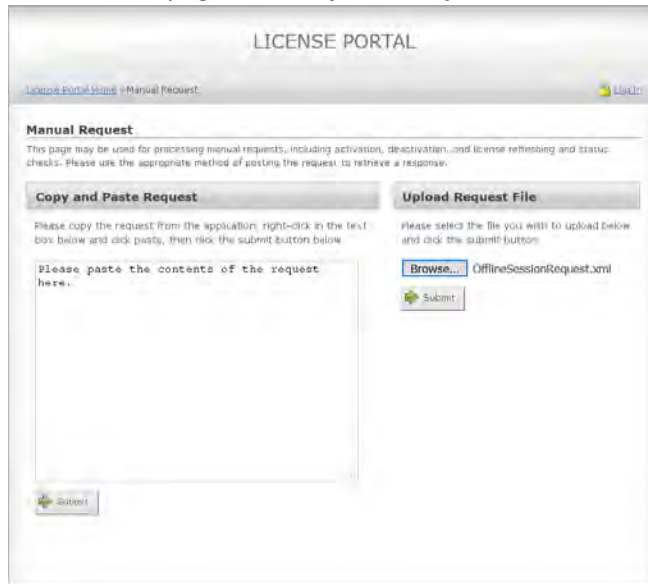 LICENSE PORTAL
License Portal Home > Manual Request
Log In
Manual Request
This page may be used for processing manual requests, including activation, deactivation, and license refreshing and status
checks. Please use the appropriate method of posting the request to retrieve a response.
Copy and Paste Request
Please copy the request from the application, right-click in the text
box below and click paste, then click the submit button below
Please paste the contents of the request
here.
Submit
Upload Request File
Please select the file you wish to upload below
and click the submit button
Browse... OfflineSessionRequest.xml
Submit